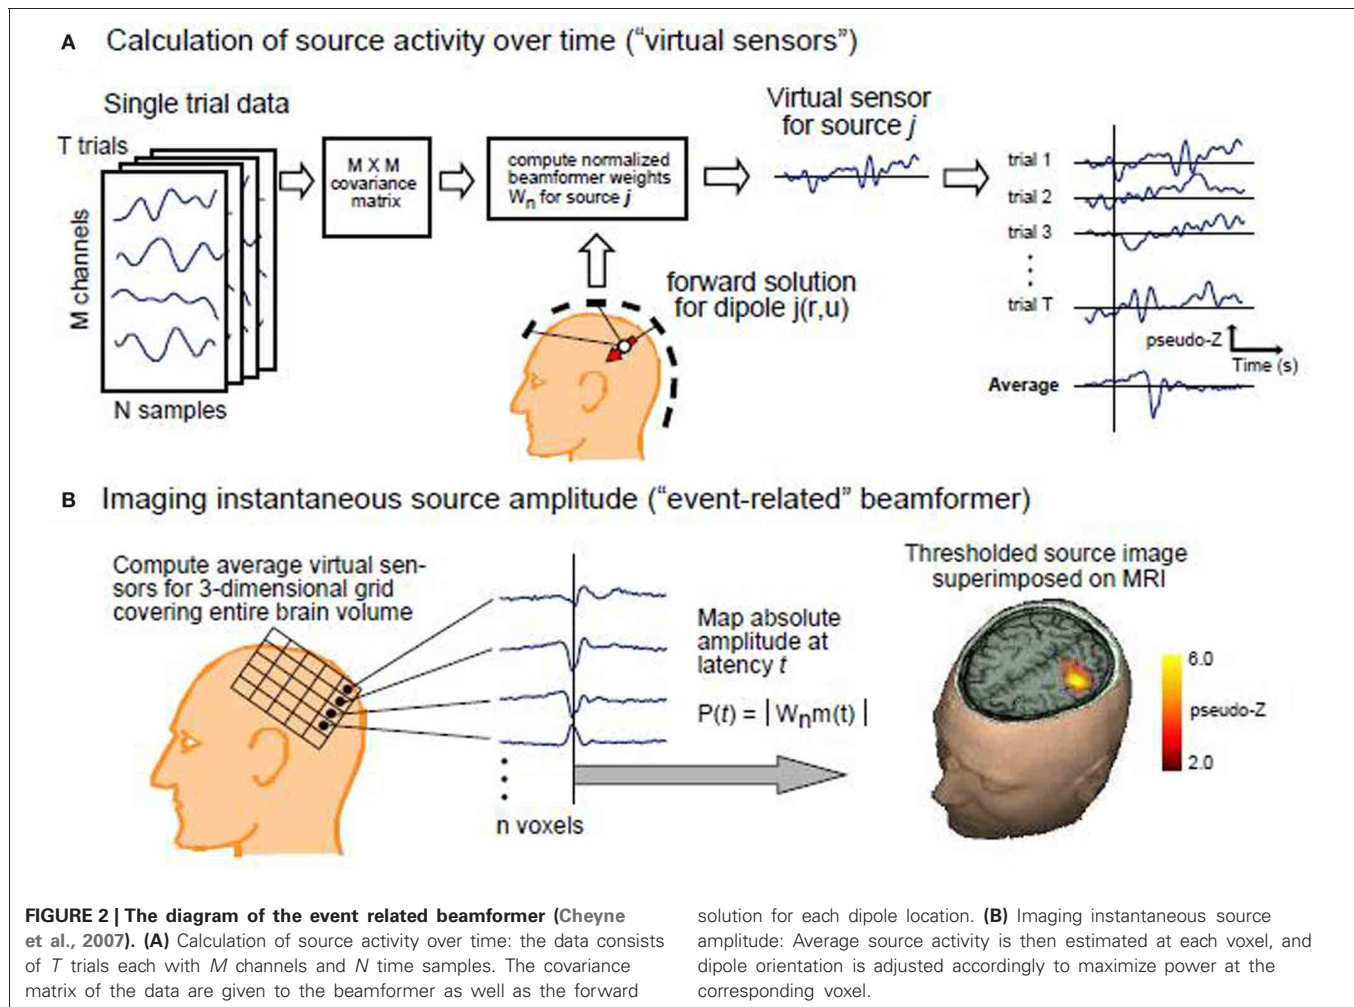 A Calculation of source activity over time (“virtual sensors”)
Single trial data
T trials
M channels
N samples
M X M
covariance
matrix
compute normalized
beamformer weights
Wn for source j
forward solution
for dipole j(r,u)
Virtual sensor
for source j
trial 1
trial 2
trial 3
trial T
pseudo-Z
Time (s)
Average
B Imaging instantaneous source amplitude (“event-related” beamformer)
Compute average virtual sen-
sors for 3-dimensional grid
covering entire brain volume
n voxels
Map absolute
amplitude at
latency t
P(t) = | Wnm(t) |
Thresholded source image
superimposed on MRI
6.0
pseudo-Z
2.0
FIGURE 2 | The diagram of the event related beamformer (Cheyne
et al., 2007). (A) Calculation of source activity over time: the data consists
of T trials each with M channels and N time samples. The covariance
matrix of the data are given to the beamformer as well as the forward
solution for each dipole location. (B) Imaging instantaneous source
amplitude: Average source activity is then estimated at each voxel, and
dipole orientation is adjusted accordingly to maximize power at the
corresponding voxel.